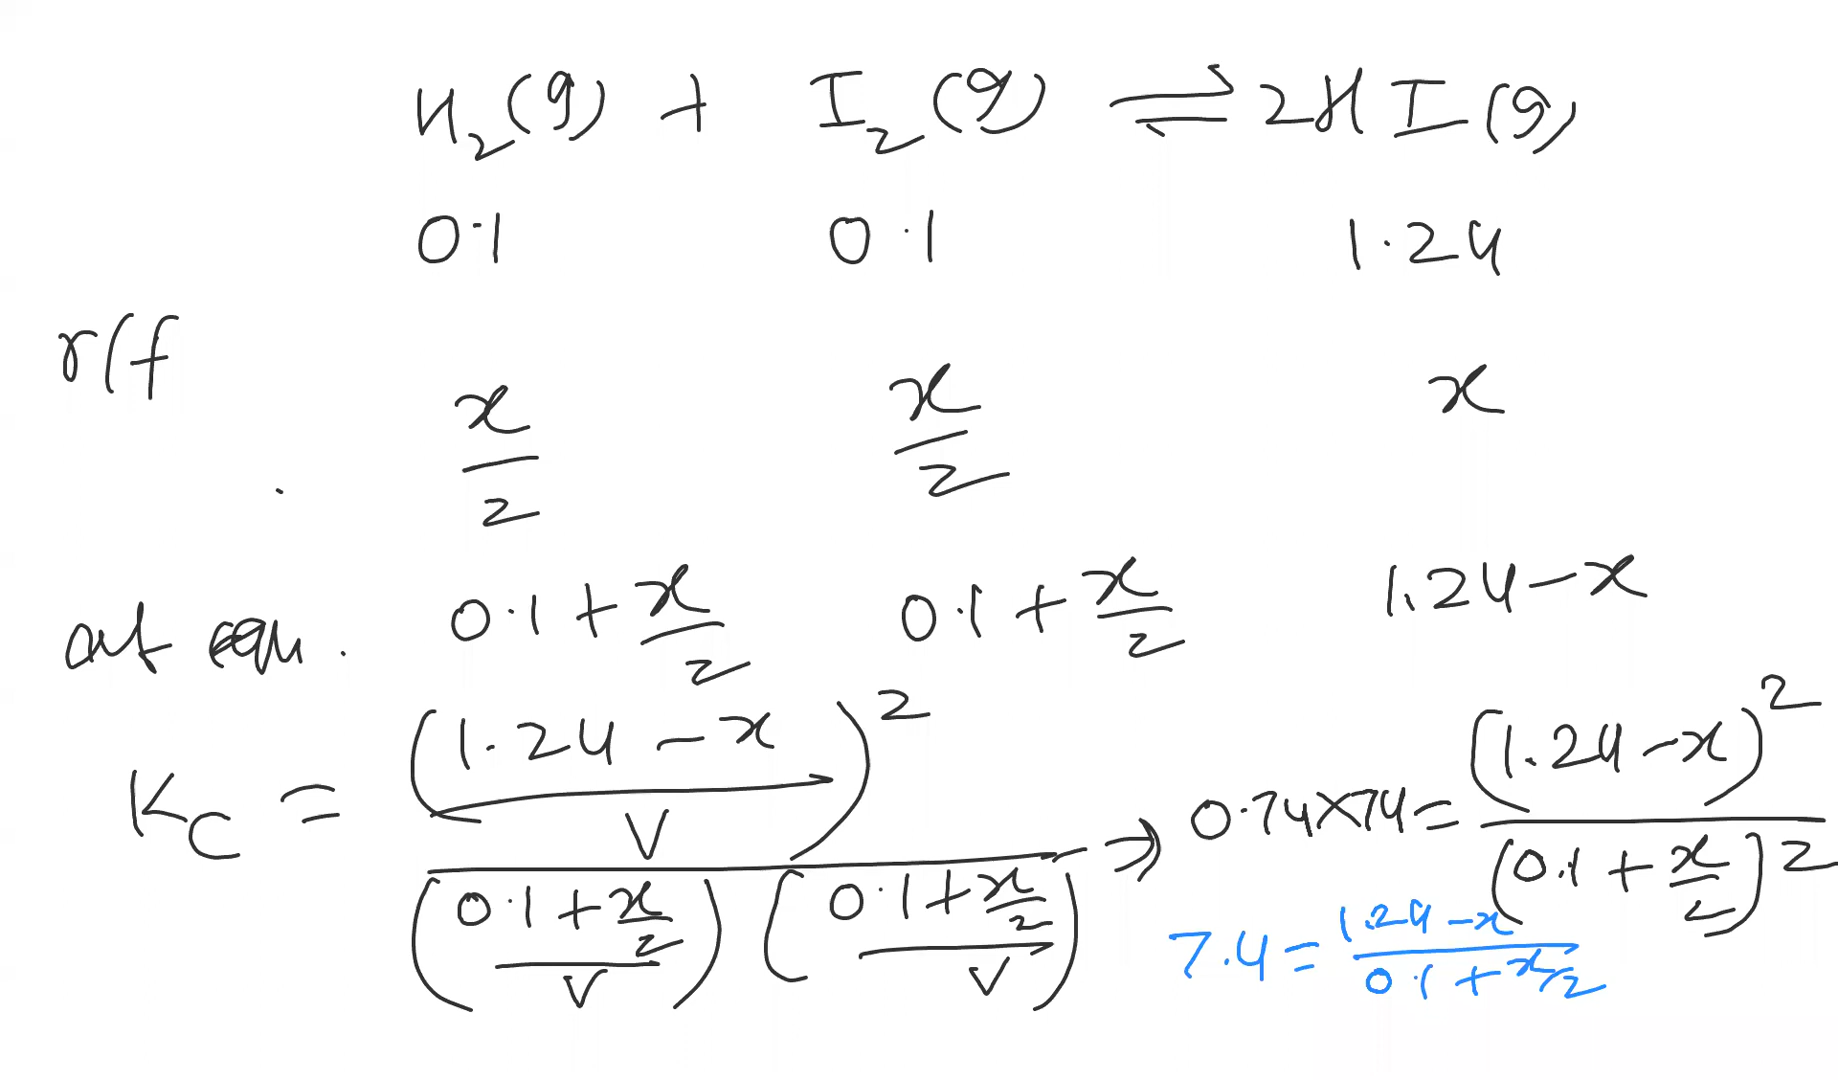 H₂(g) + I₂(g) ⇌ 2HI(g)
0.1 0.1 1.24
r/f x/2 x/2 x
at equ. 0.1 + x/2 0.1 + x/2 1.24 - x
Kc = ((1.24 - x)/V)² / ((0.1 + x/2)/V) ((0.1 + x/2)/V) → 0.74×74 = (1.24 - x)² / (0.1 + x/2)²
7.4 = (1.24 - x) / (0.1 + x/2)